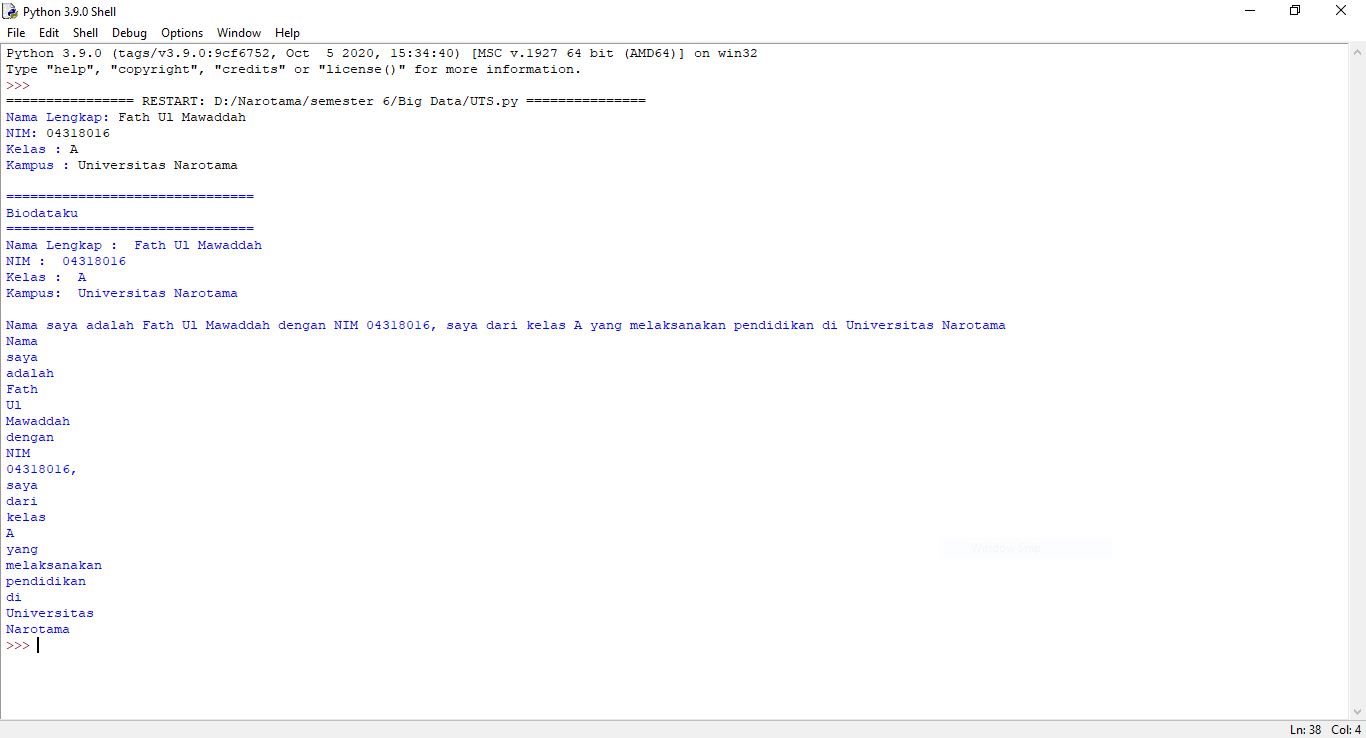 Python 3.9.0 Shell
File Edit Shell Debug Options Window Help
Python 3.9.0 (tags/v3.9.0:9cf6752, Oct  5 2020, 15:34:40) [MSC v.1927 64 bit (AMD64)] on win32
Type "help", "copyright", "credits" or "license()" for more information.
>>>
================ RESTART: D:/Narotama/semester 6/Big Data/UTS.py ===============
Nama Lengkap: Fath Ul Mawaddah
NIM: 04318016
Kelas : A
Kampus : Universitas Narotama
===============================
Biodataku
===============================
Nama Lengkap :  Fath Ul Mawaddah
NIM :  04318016
Kelas :  A
Kampus:  Universitas Narotama
Nama saya adalah Fath Ul Mawaddah dengan NIM 04318016, saya dari kelas A yang melaksanakan pendidikan di Universitas Narotama
Nama
saya
adalah
Fath
Ul
Mawaddah
dengan
NIM
04318016,
saya
dari
kelas
A
yang
melaksanakan
pendidikan
di
Universitas
Narotama
>>>
Window Snip
Ln: 38 Col: 4